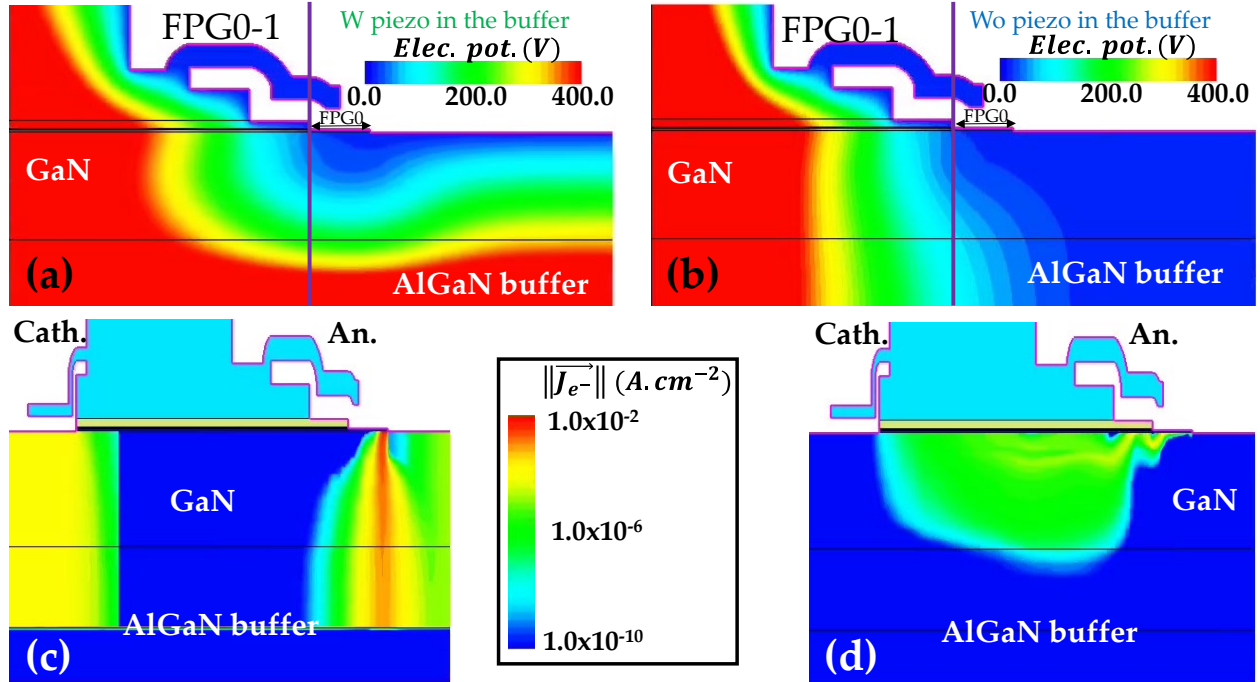 FPG0-1
W piezo in the buffer
Elec. pot. (V)
0.0 200.0 400.0
FPG0
GaN
(a)
AlGaN buffer
FPG0-1
Wo piezo in the buffer
Elec. pot. (V)
0.0 200.0 400.0
FPG0
GaN
(b)
AlGaN buffer
Cath. An.
GaN
AlGaN buffer
(c)
‖J⃗e⁻‖ (A.cm⁻²)
1.0x10⁻²
1.0x10⁻⁶
1.0x10⁻¹⁰
Cath. An.
GaN
AlGaN buffer
(d)